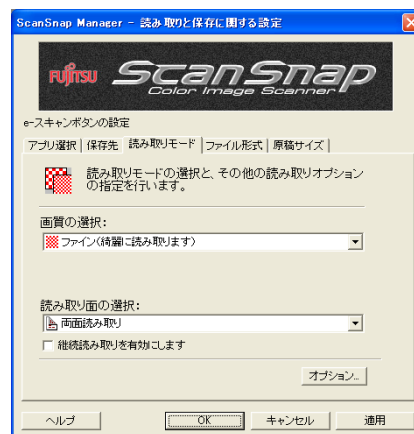 ScanSnap Manager - 読み取りと保存に関する設定
FUJITSU ScanSnap
Color Image Scanner
e-スキャンボタンの設定
アプリ選択 保存先 読み取りモード ファイル形式 原稿サイズ
読み取りモードの選択と、その他の読み取りオプション
の指定を行います。
画質の選択:
ファイン(綺麗に読み取ります)
読み取り面の選択:
両面読み取り
継続読み取りを有効にします
オプション...
ヘルプ OK キャンセル 適用